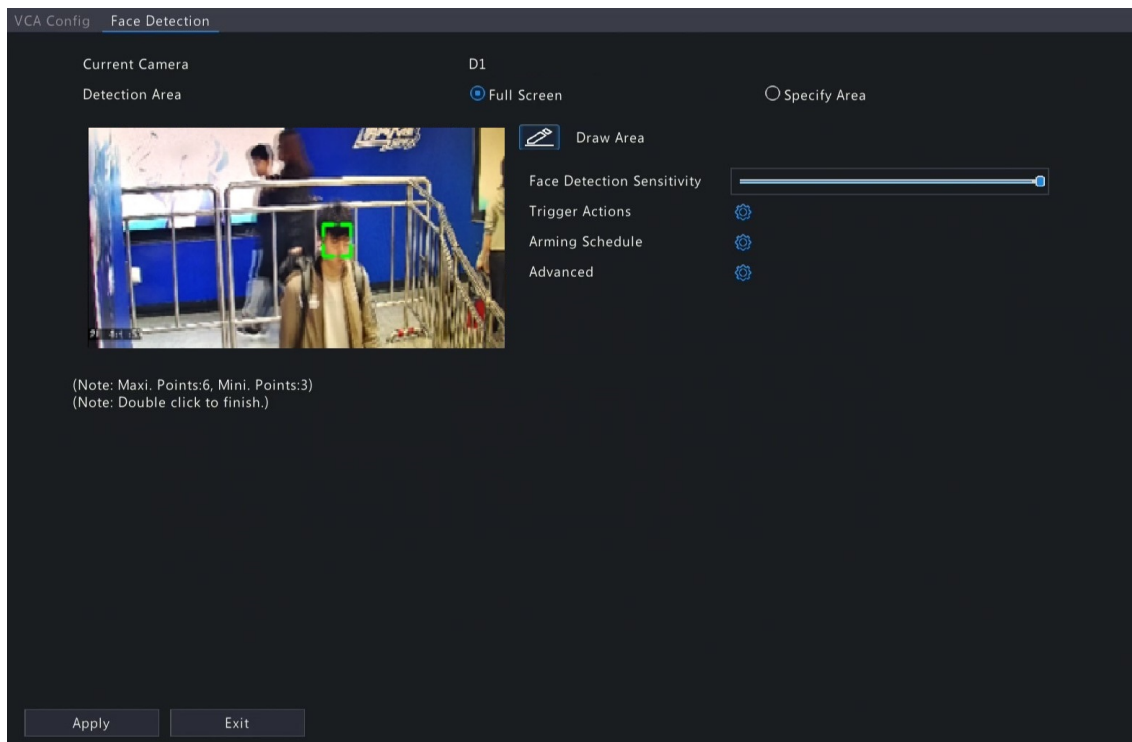 VCA Config Face Detection
Current Camera D1
Detection Area Full Screen Specify Area
Draw Area
Face Detection Sensitivity
Trigger Actions
Arming Schedule
Advanced
(Note: Maxi. Points:6, Mini. Points:3)
(Note: Double click to finish.)
Apply Exit